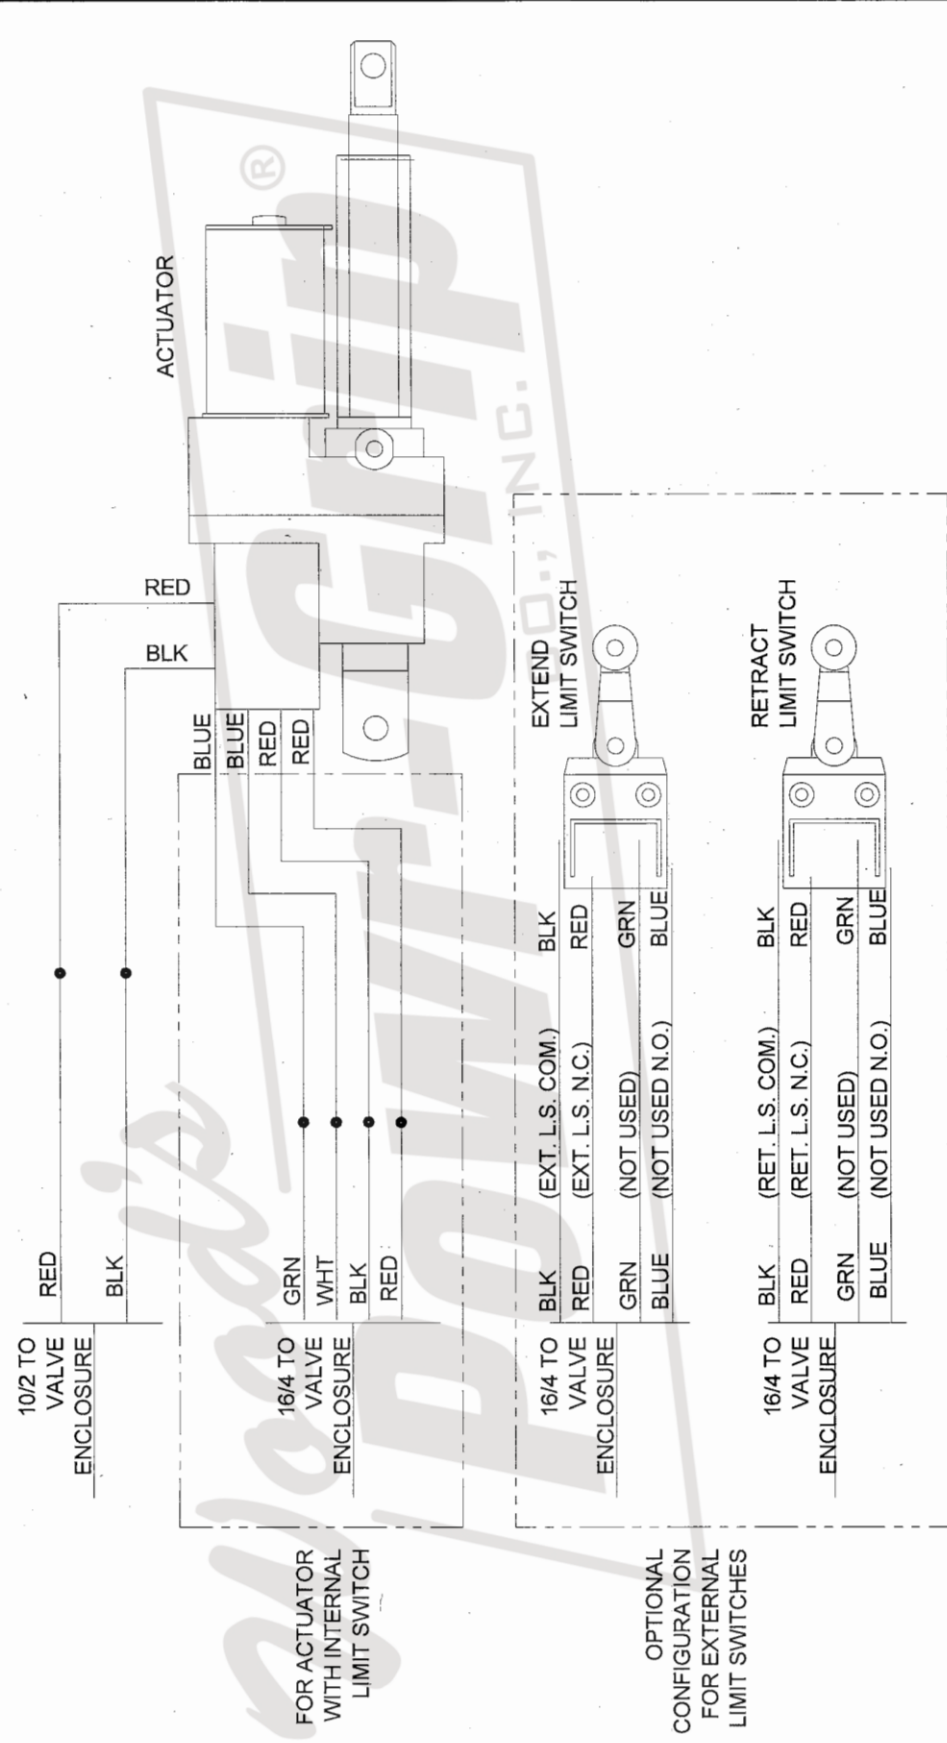 ACTUATOR
RED
BLK
BLUE
BLUE
RED
RED
RED
BLK
10/2 TO
VALVE
ENCLOSURE
GRN
WHT
BLK
RED
16/4 TO
VALVE
ENCLOSURE
FOR ACTUATOR
WITH INTERNAL
LIMIT SWITCH
EXTEND
LIMIT SWITCH
BLK
RED
GRN
BLUE
(EXT. L.S. COM.)
(EXT. L.S. N.C.)
(NOT USED)
(NOT USED N.O.)
BLK
RED
GRN
BLUE
16/4 TO
VALVE
ENCLOSURE
RETRACT
LIMIT SWITCH
BLK
RED
GRN
BLUE
(RET. L.S. COM.)
(RET. L.S. N.C.)
(NOT USED)
(NOT USED N.O.)
BLK
RED
GRN
BLUE
16/4 TO
VALVE
ENCLOSURE
OPTIONAL
CONFIGURATION
FOR EXTERNAL
LIMIT SWITCHES
Wood's
Powr-Grip
®
CO., INC.